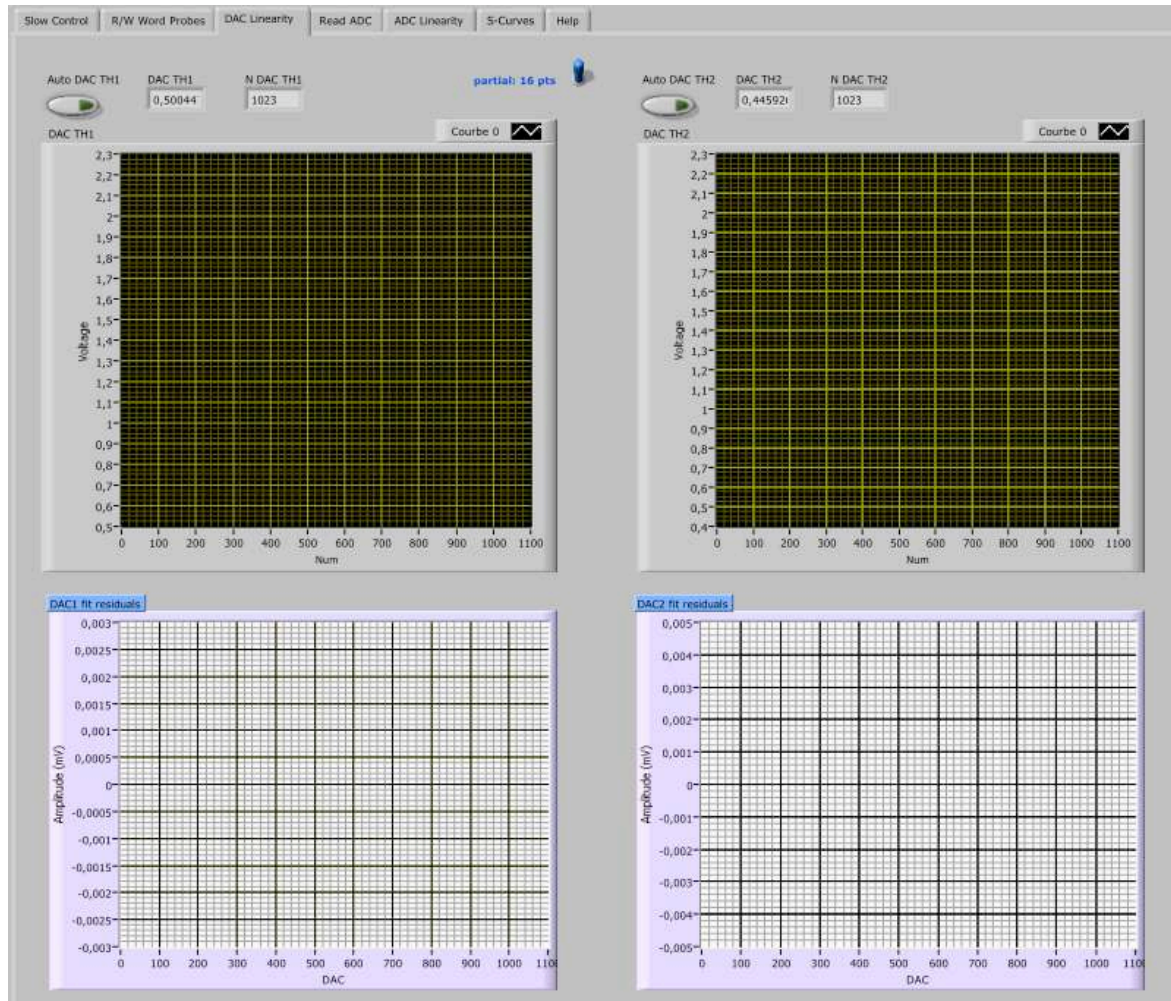 Slow Control R/W Word Probes DAC Linearity Read ADC ADC Linearity S-Curves Help
Auto DAC TH1 DAC TH1 N DAC TH1
0,50044 1023
partial: 16 pts
DAC TH1
Courbe 0
2,3
2,2
2,1
2
1,9
1,8
1,7
1,6
1,5
1,4
1,3
1,2
1,1
1
0,9
0,8
0,7
0,6
0,5
Voltage
0 100 200 300 400 500 600 700 800 900 1000 1100
Num
Auto DAC TH2 DAC TH2 N DAC TH2
1023
DAC TH2
Courbe 0
2,3
2,2
2,1
2
1,9
1,8
1,7
1,6
1,5
1,4
1,3
1,2
1,1
1
0,9
0,8
0,7
0,6
0,5
0,4
Voltage
0 100 200 300 400 500 600 700 800 900 1000 1100
Num
DAC1 fit residuals
0,003
0,0025
0,002
0,0015
0,001
0,0005
0
-0,0005
-0,001
-0,0015
-0,002
-0,0025
-0,003
Amplitude (mV)
0 100 200 300 400 500 600 700 800 900 1000
DAC
DAC2 fit residuals
0,005
0,004
0,003
0,002
0,001
0
-0,001
-0,002
-0,003
-0,004
-0,005
Amplitude (mV)
0 100 200 300 400 500 600 700 800 900 1000
DAC